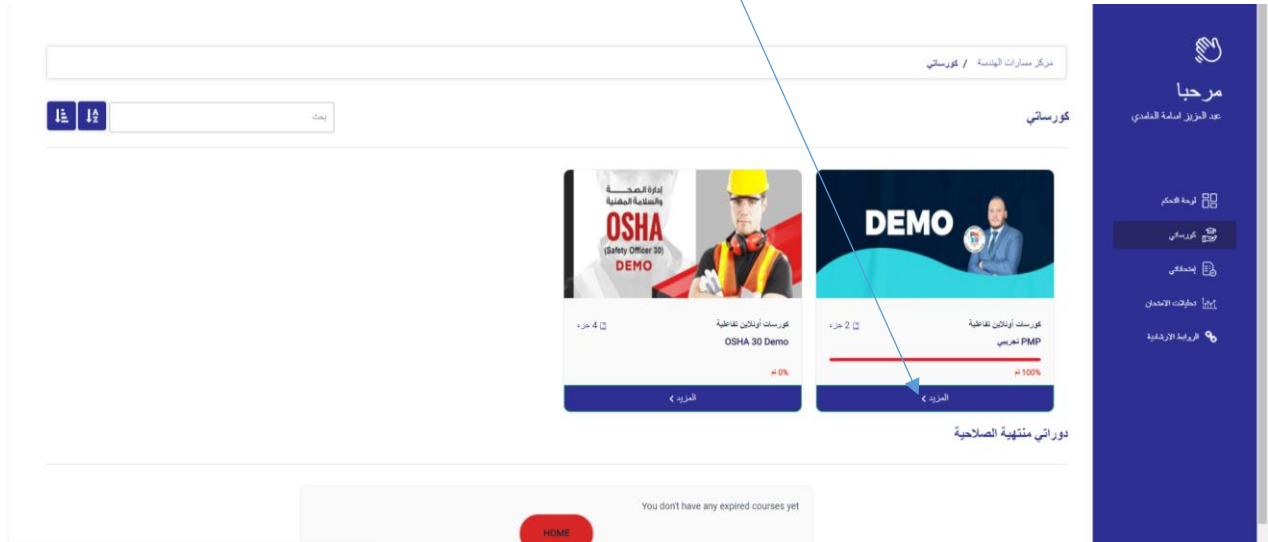 مرحبا
عبد العزيز اسامة الغامدي
لوحة التحكم
كورساتي
إمتحاناتي
تحليلات الامتحان
الروابط الارشادية
مركز مسارات الهندسة / كورساتي
كورساتي
بحث
DEMO
كورسات أونلاين تفاعلية
2 جزء
PMP تجريبي
100% تم
المزيد
إدارة الصحــــة
والسلامة المهنية
OSHA
(Safety Officer 30)
DEMO
كورسات أونلاين تفاعلية
4 جزء
OSHA 30 Demo
0% تم
المزيد
دوراتي منتهية الصلاحية
You don't have any expired courses yet
HOME